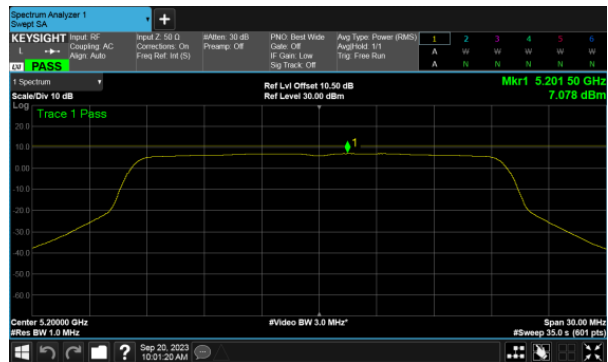 Spectrum Analyzer 1
Swept SA
+
KEYSIGHT Input: RF Input Z: 50 Ω #Atten: 30 dB PNO: Best Wide Avg Type: Power (RMS) 1 2 3 4 5 6
L Coupling: AC Corrections: On Preamp: Off Gate: Off Avg|Hold: 1/1 A W W W W W
Align: Auto Freq Ref: Int (S) IF Gain: Low Trig: Free Run
LXI PASS Sig Track: Off A N N N N N
1 Spectrum Ref Lvl Offset 10.50 dB Mkr1 5.201 50 GHz
Scale/Div 10 dB Ref Level 30.00 dBm 7.078 dBm
Log
Trace 1 Pass
20.0
10.0
1
0.00
-10.0
-20.0
-30.0
-40.0
-50.0
Center 5.20000 GHz #Video BW 3.0 MHz* Span 30.00 MHz
#Res BW 1.0 MHz #Sweep 35.0 s (601 pts)
? Sep 20, 2023
10:01:20 AM